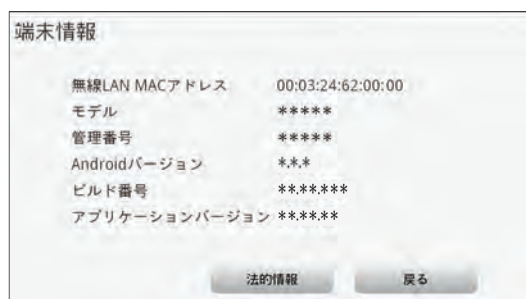 端末情報
無線LAN MACアドレス 00:03:24:62:00:00
モデル *****
管理番号 *****
Androidバージョン *.*.*
ビルド番号 **.**.***
アプリケーションバージョン **.**.**
法的情報 戻る